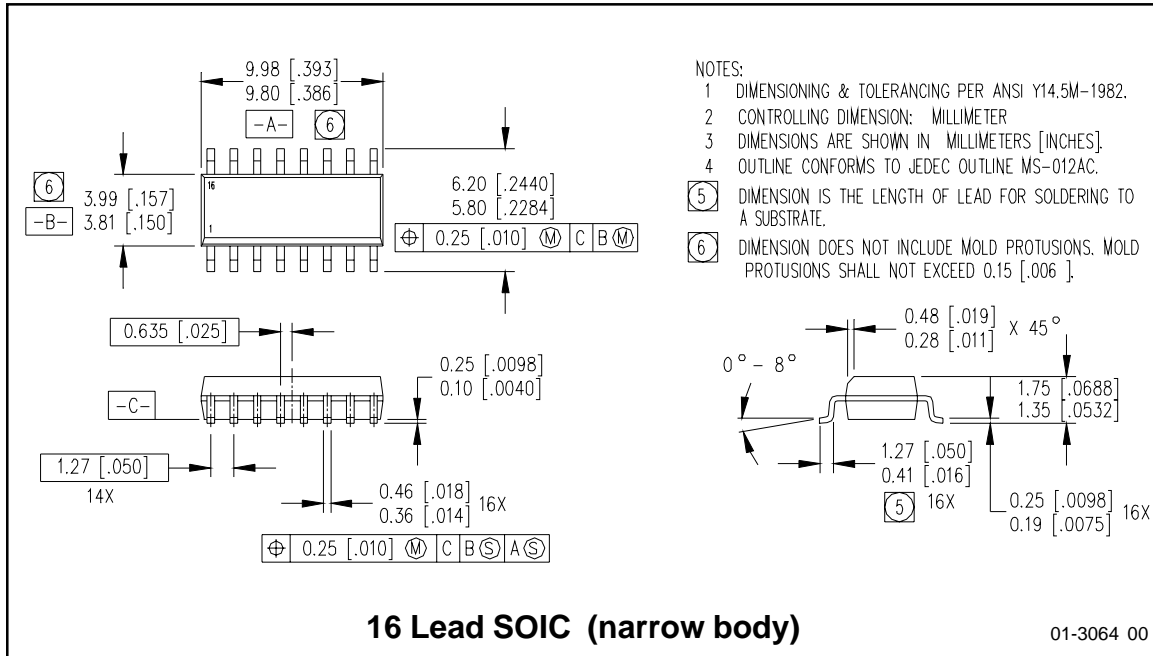 9.98 [.393]
9.80 [.386]
-A- 6
6
3.99 [.157]
3.81 [.150]
-B-
16
1
6.20 [.2440]
5.80 [.2284]
⌖ 0.25 [.010] Ⓜ C B Ⓜ
NOTES:
1 DIMENSIONING & TOLERANCING PER ANSI Y14.5M-1982.
2 CONTROLLING DIMENSION: MILLIMETER
3 DIMENSIONS ARE SHOWN IN MILLIMETERS [INCHES].
4 OUTLINE CONFORMS TO JEDEC OUTLINE MS-012AC.
5 DIMENSION IS THE LENGTH OF LEAD FOR SOLDERING TO
A SUBSTRATE.
6 DIMENSION DOES NOT INCLUDE MOLD PROTUSIONS. MOLD
PROTUSIONS SHALL NOT EXCEED 0.15 [.006 ].
0.635 [.025]
0.25 [.0098]
0.10 [.0040]
-C-
1.27 [.050]
14X
0.46 [.018]
0.36 [.014] 16X
⌖ 0.25 [.010] Ⓜ C B Ⓢ A Ⓢ
0.48 [.019]
0.28 [.011] X 45°
0° - 8°
1.75 [.0688]
1.35 [.0532]
1.27 [.050]
0.41 [.016]
5 16X
0.25 [.0098]
0.19 [.0075] 16X
16 Lead SOIC (narrow body)
01-3064 00